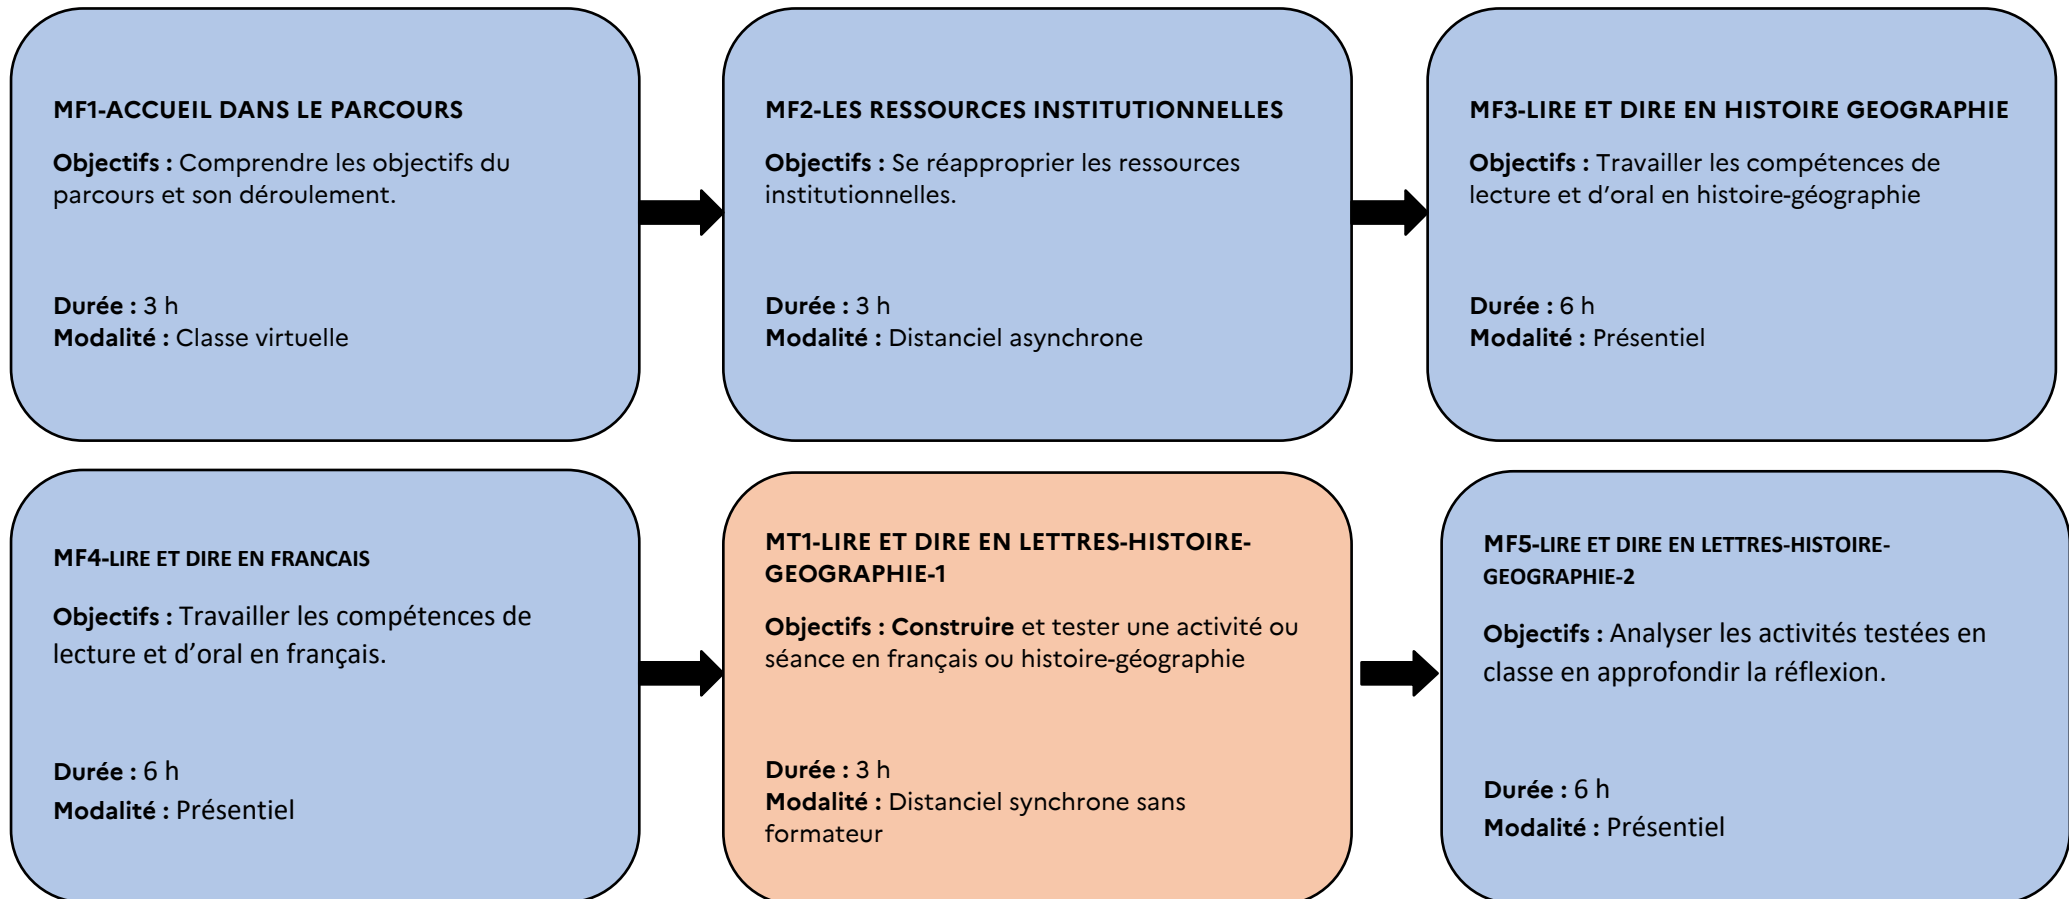 MF1-ACCUEIL DANS LE PARCOURS
Objectifs : Comprendre les objectifs du
parcours et son déroulement.
Durée : 3 h
Modalité : Classe virtuelle
MF2-LES RESSOURCES INSTITUTIONNELLES
Objectifs : Se réapproprier les ressources
institutionnelles.
Durée : 3 h
Modalité : Distanciel asynchrone
MF3-LIRE ET DIRE EN HISTOIRE GEOGRAPHIE
Objectifs : Travailler les compétences de
lecture et d’oral en histoire-géographie
Durée : 6 h
Modalité : Présentiel
MF4-LIRE ET DIRE EN FRANCAIS
Objectifs : Travailler les compétences de
lecture et d’oral en français.
Durée : 6 h
Modalité : Présentiel
MT1-LIRE ET DIRE EN LETTRES-HISTOIRE-
GEOGRAPHIE-1
Objectifs : Construire et tester une activité ou
séance en français ou histoire-géographie
Durée : 3 h
Modalité : Distanciel synchrone sans
formateur
MF5-LIRE ET DIRE EN LETTRES-HISTOIRE-
GEOGRAPHIE-2
Objectifs : Analyser les activités testées en
classe en approfondir la réflexion.
Durée : 6 h
Modalité : Présentiel